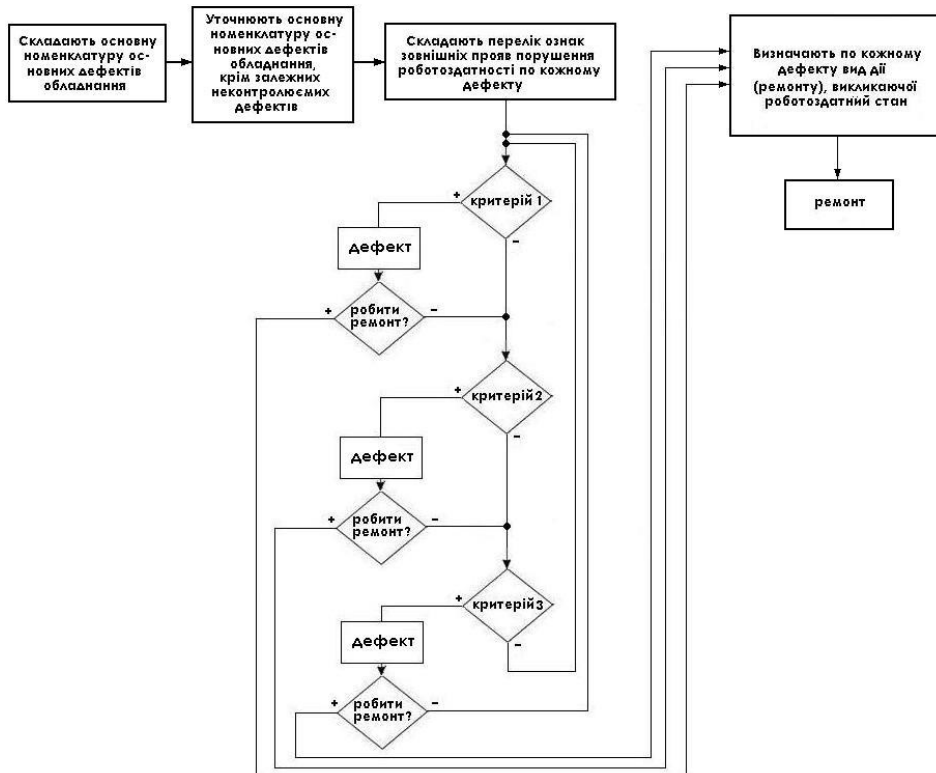 Складають основну
номенклатуру ос-
новних дефектів
обладнання
Уточнюють основну
номенклатуру ос-
новних дефектів
обладнання,
крім залежних
неконтролюємих
дефектів
Складають перелік ознак
зовнішніх прояв порушення
роботоздатності по кожному
дефекту
Визначають по кожному
дефекту вид дії
(ремонту), викликаючої
роботоздатний стан
ремонт
+
критерій 1
–
дефект
+
робити
ремонт?
–
+
критерій 2
–
дефект
+
робити
ремонт?
–
+
критерій 3
–
дефект
+
робити
ремонт?
–